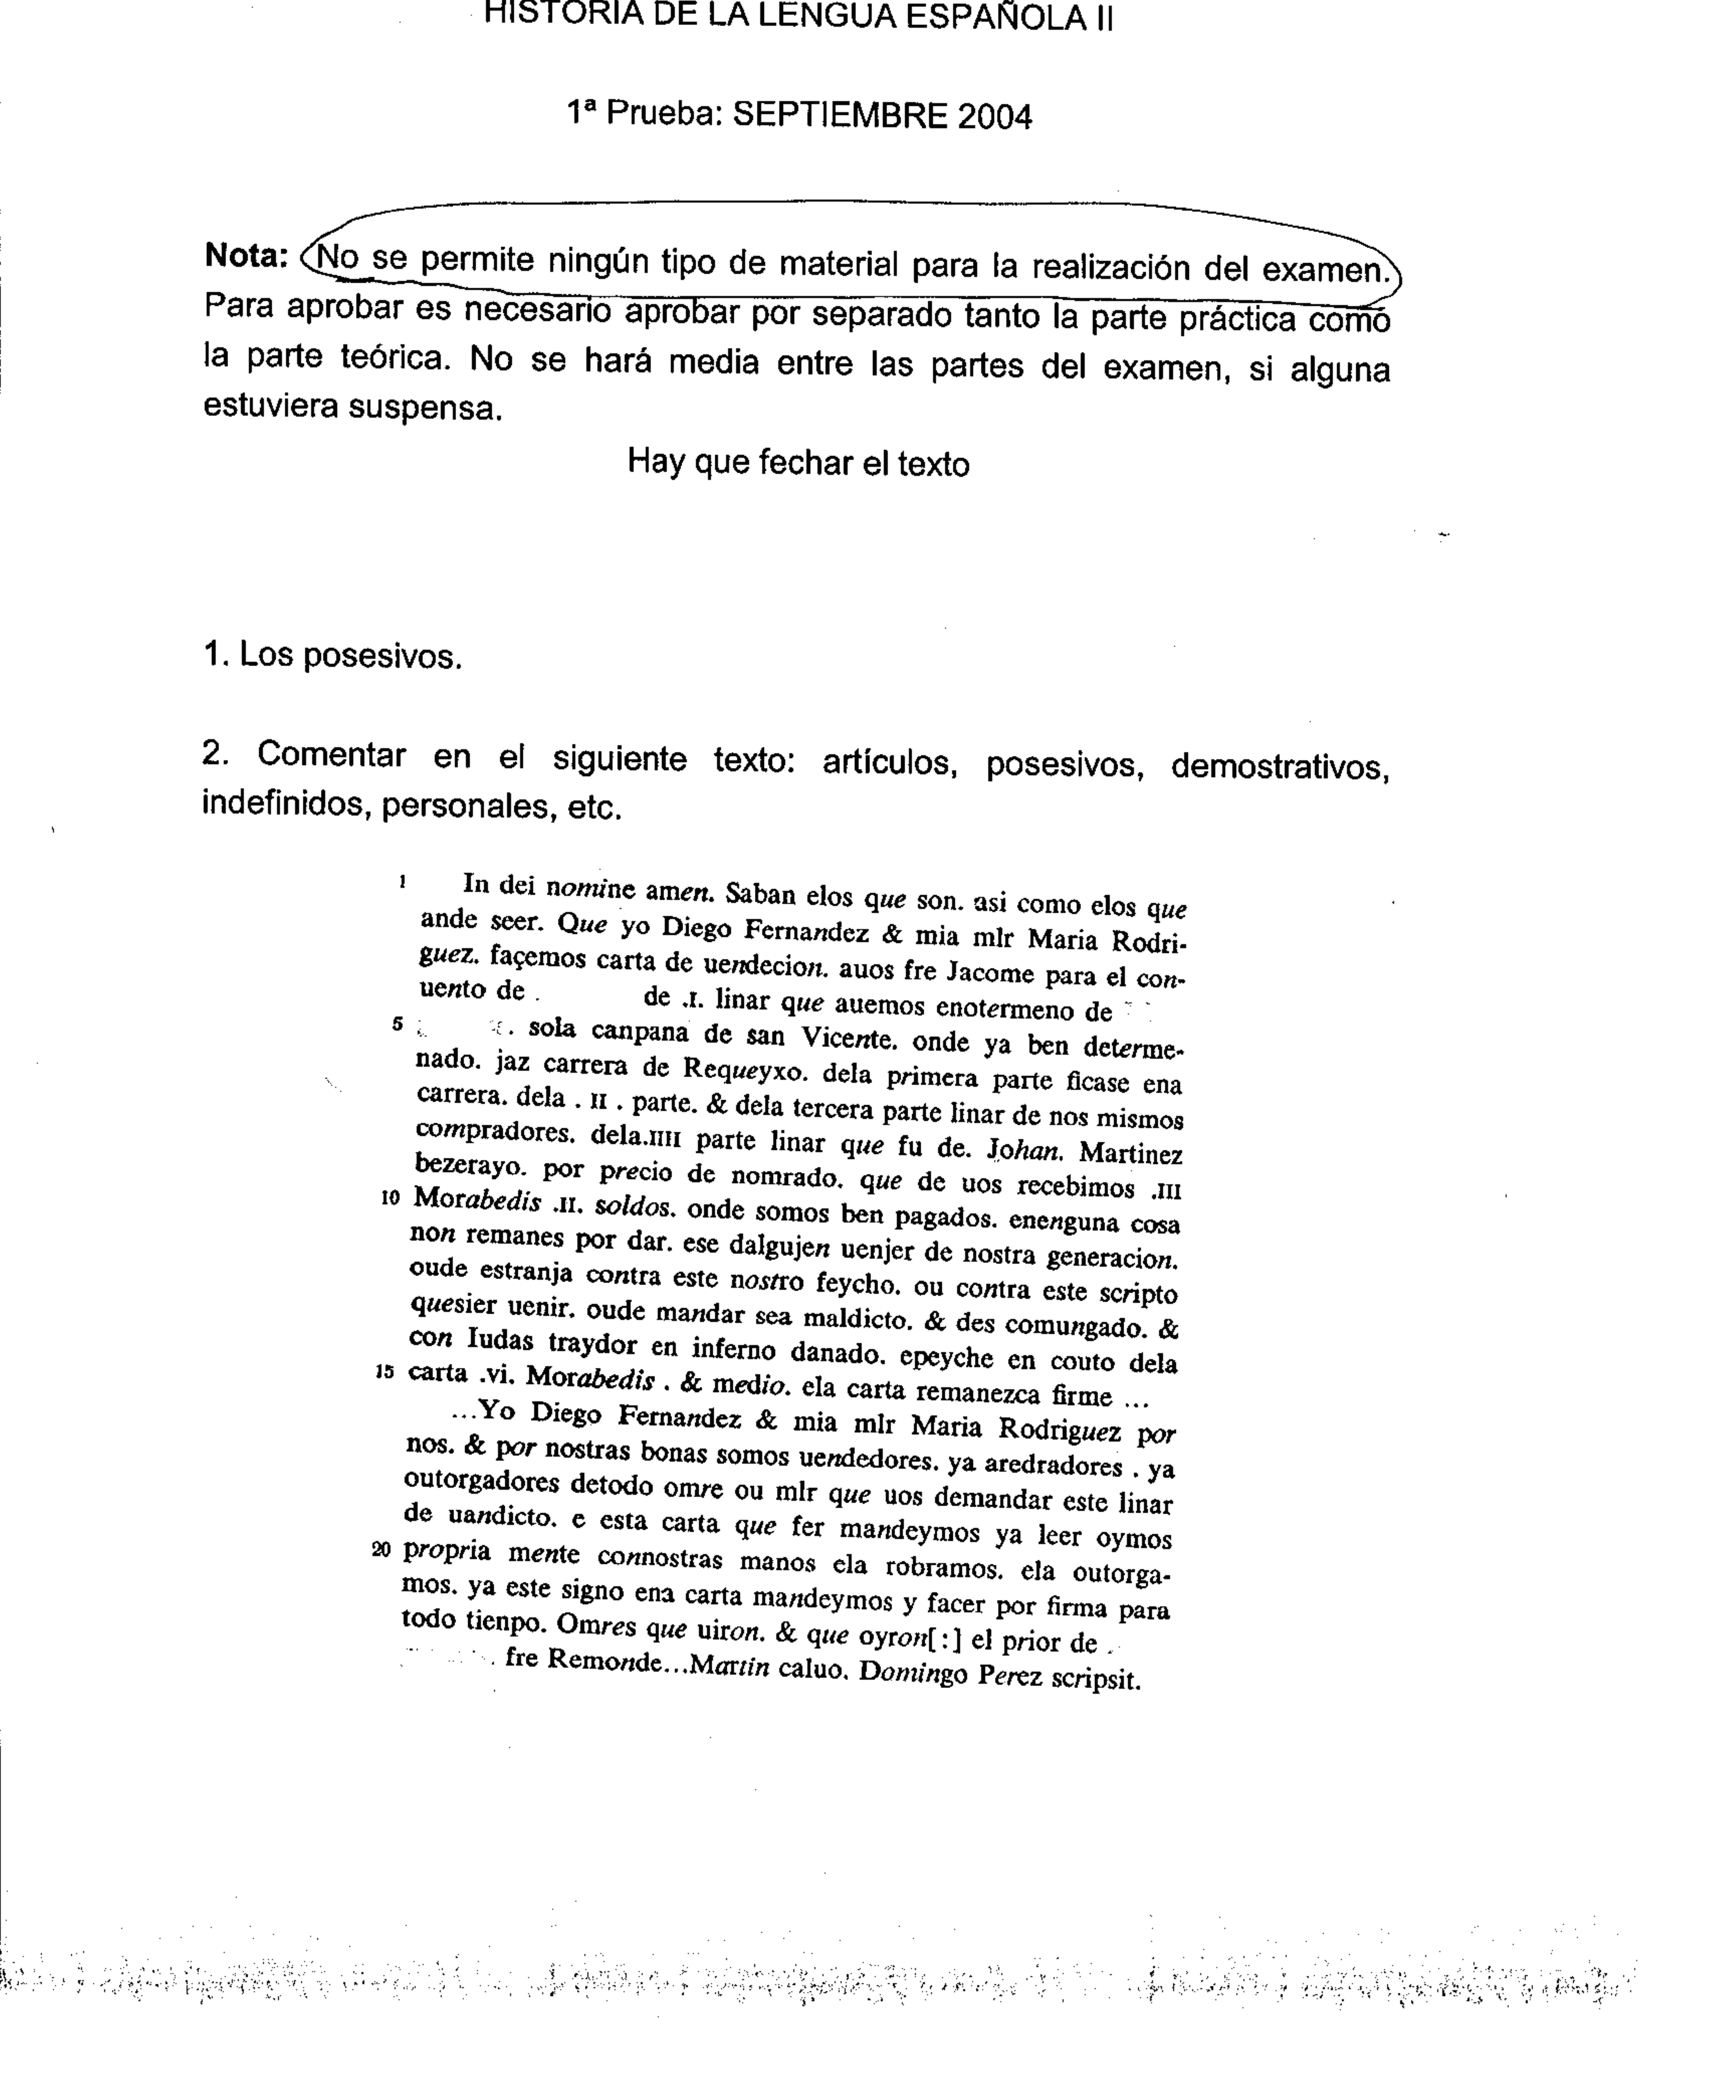 HISTORIA DE LA LENGUA ESPAÑOLA II
1ª Prueba: SEPTIEMBRE 2004
Nota: No se permite ningún tipo de material para la realización del examen.
Para aprobar es necesario aprobar por separado tanto la parte práctica como
la parte teórica. No se hará media entre las partes del examen, si alguna
estuviera suspensa.
Hay que fechar el texto
1. Los posesivos.
2. Comentar en el siguiente texto: artículos, posesivos, demostrativos,
indefinidos, personales, etc.
1 In dei nomine amen. Saban elos que son. asi como elos que
ande seer. Que yo Diego Fernandez & mia mlr Maria Rodri-
guez. façemos carta de uendecion. auos fre Jacome para el con-
uento de . de .I. linar que auemos enotermeno de
5 . sola canpana de san Vicente. onde ya ben determe-
nado. jaz carrera de Requeyxo. dela primera parte ficase ena
carrera. dela . II . parte. & dela tercera parte linar de nos mismos
compradores. dela.IIII parte linar que fu de. Johan. Martinez
bezerayo. por precio de nomrado. que de uos recebimos .III
10 Morabedis .II. soldos. onde somos ben pagados. enenguna cosa
non remanes por dar. ese dalgujen uenjer de nostra generacion.
oude estranja contra este nostro feycho. ou contra este scripto
quesier uenir. oude mandar sea maldicto. & des comungado. &
con Iudas traydor en inferno danado. epeyche en couto dela
15 carta .vi. Morabedis . & medio. ela carta remanezca firme ...
...Yo Diego Fernandez & mia mlr Maria Rodriguez por
nos. & por nostras bonas somos uendedores. ya aredradores . ya
outorgadores detodo omre ou mlr que uos demandar este linar
de uandicto. e esta carta que fer mandeymos ya leer oymos
20 propria mente connostras manos ela robramos. ela outorga-
mos. ya este signo ena carta mandeymos y facer por firma para
todo tienpo. Omres que uiron. & que oyron[:] el prior de .
. fre Remonde...Martin caluo. Domingo Perez scripsit.